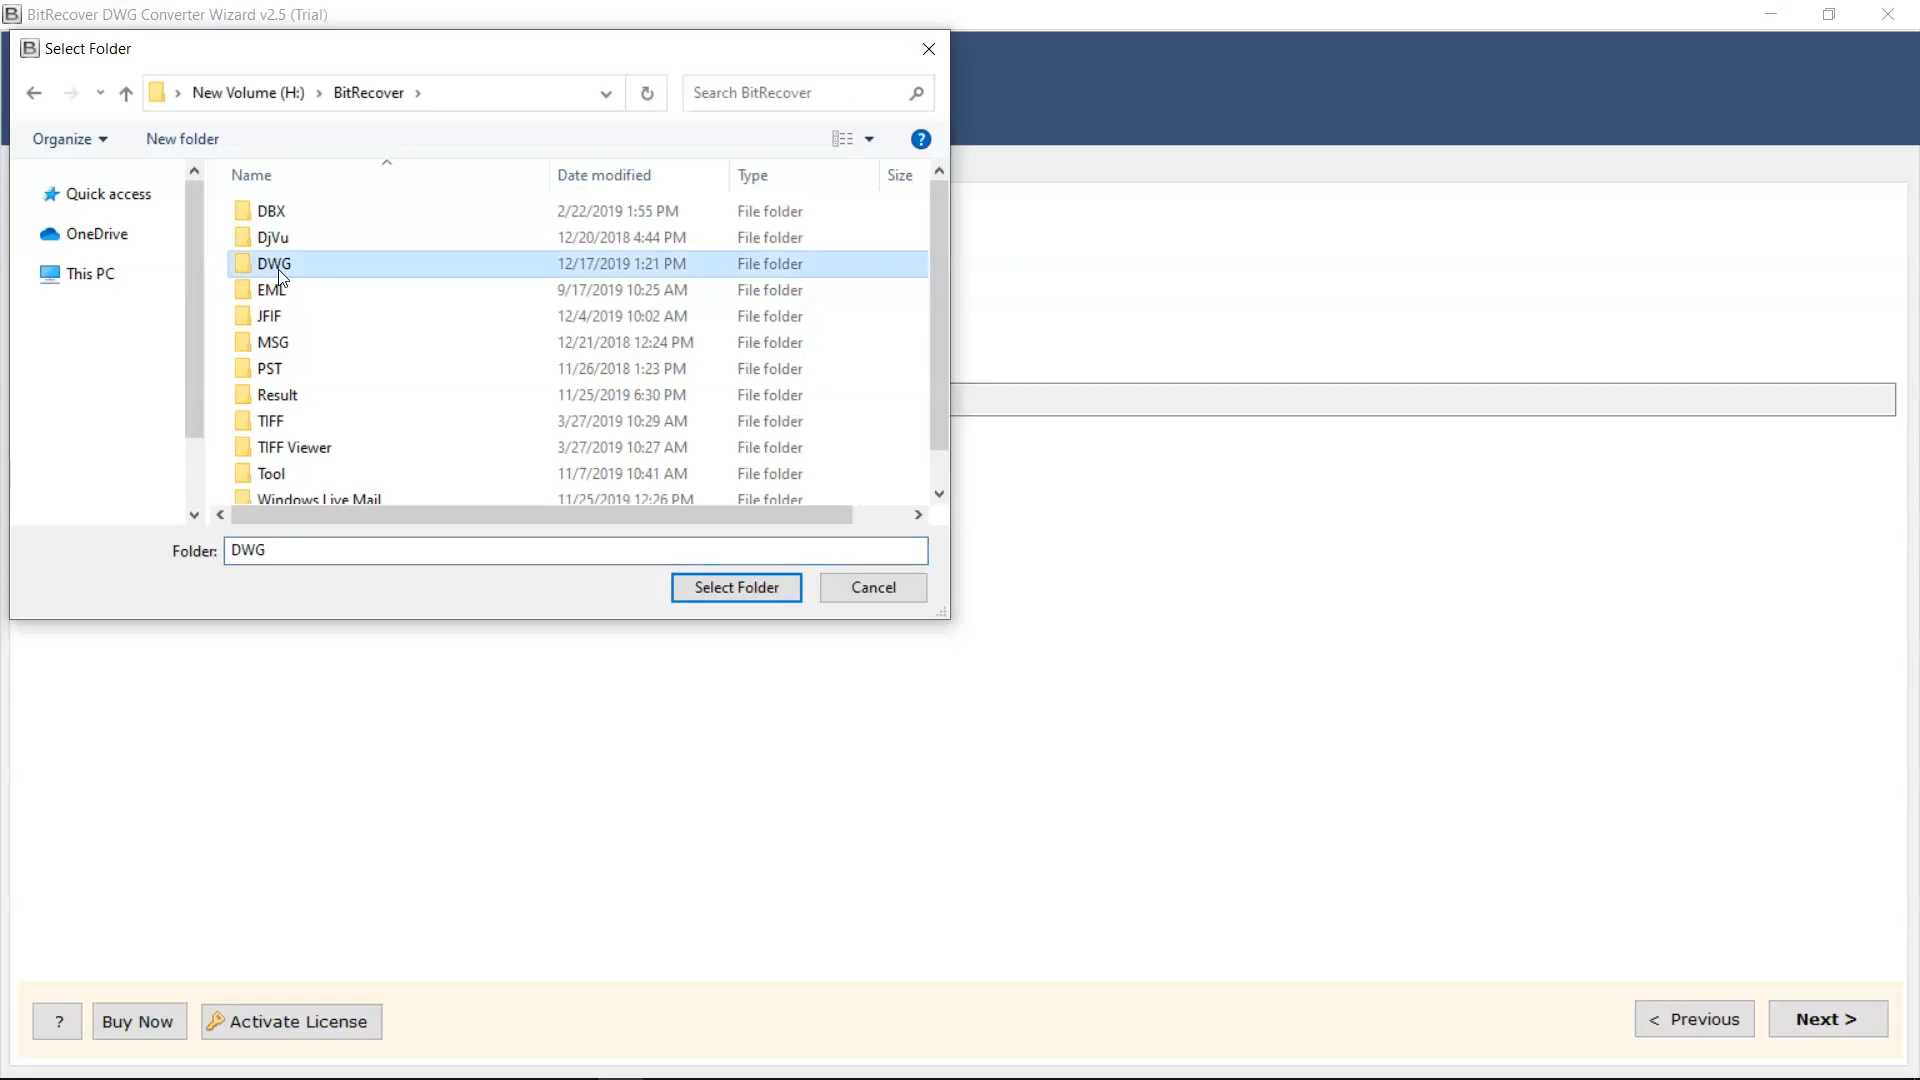 BitRecover DWG Converter Wizard v2.5 (Trial)
Select Folder
New Volume (H:) > BitRecover >
Search BitRecover
Organize
New folder
?
Name Date modified Type Size
Quick access
OneDrive
This PC
DBX 2/22/2019 1:55 PM File folder
DjVu 12/20/2018 4:44 PM File folder
DWG 12/17/2019 1:21 PM File folder
EML 9/17/2019 10:25 AM File folder
JFIF 12/4/2019 10:02 AM File folder
MSG 12/21/2018 12:24 PM File folder
PST 11/26/2018 1:23 PM File folder
Result 11/25/2019 6:30 PM File folder
TIFF 3/27/2019 10:29 AM File folder
TIFF Viewer 3/27/2019 10:27 AM File folder
Tool 11/7/2019 10:41 AM File folder
Windows Live Mail 11/25/2019 12:26 PM File folder
Folder: DWG
Select Folder
Cancel
?
Buy Now
Activate License
< Previous
Next >